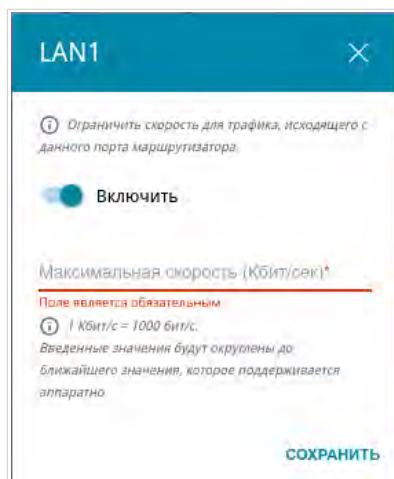 LAN1
Ограничить скорость для трафика, исходящего с
данного порта маршрутизатора.
Включить
Максимальная скорость (Кбит/сек)*
Поле является обязательным
1 Кбит/с = 1000 бит/с.
Введенные значения будут округлены до
ближайшего значения, которое поддерживается
аппаратно
СОХРАНИТЬ